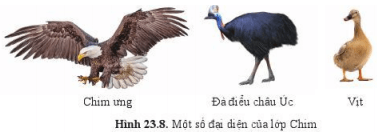 Chim ưng Đà điểu châu Úc Vịt
Hình 23.8. Một số đại diện của lớp Chim